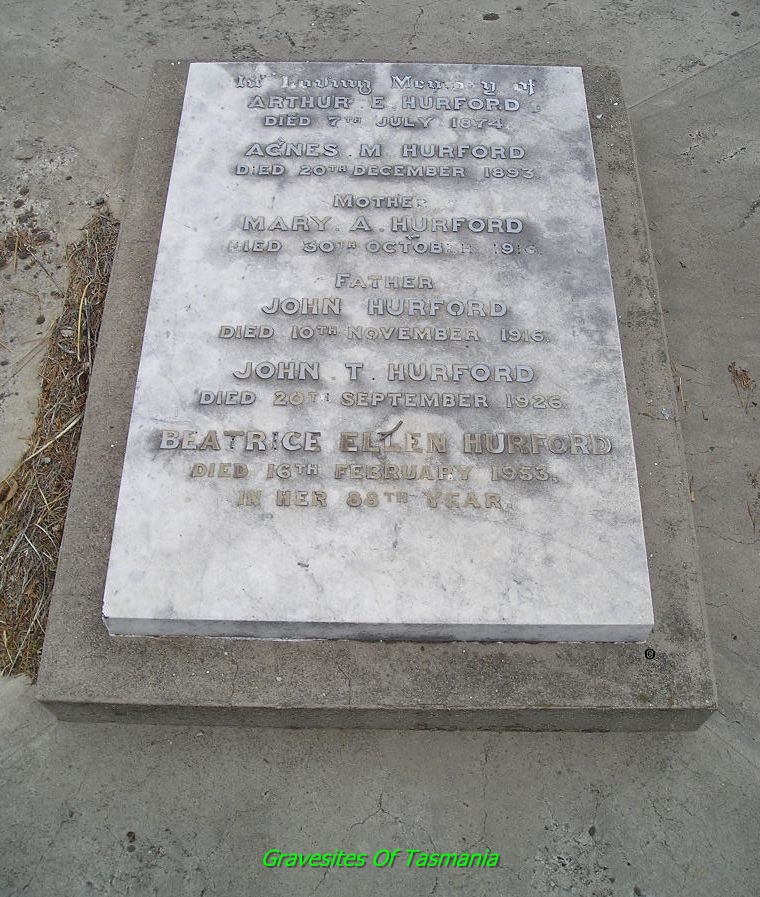 In Loving Memory of
ARTHUR E. HURFORD
DIED 7TH JULY 1874.
AGNES M HURFORD
DIED 20TH DECEMBER 1893.
MOTHER
MARY A. HURFORD
DIED 30TH OCTOBER
FATHER
JOHN HURFORD
DIED 10TH NOVEMBER 1916.
JOHN T. HURFORD
DIED 20TH SEPTEMBER 1926.
BEATRICE ELLEN HURFORD
DIED 16TH FEBRUARY 1953.
IN HER 88TH YEAR.
Gravesites Of Tasmania